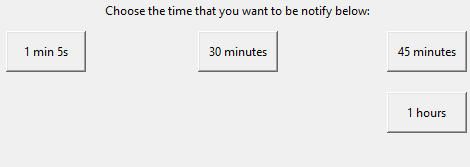 Choose the time that you want to be notify below:
1 min 5s
30 minutes
45 minutes
1 hours